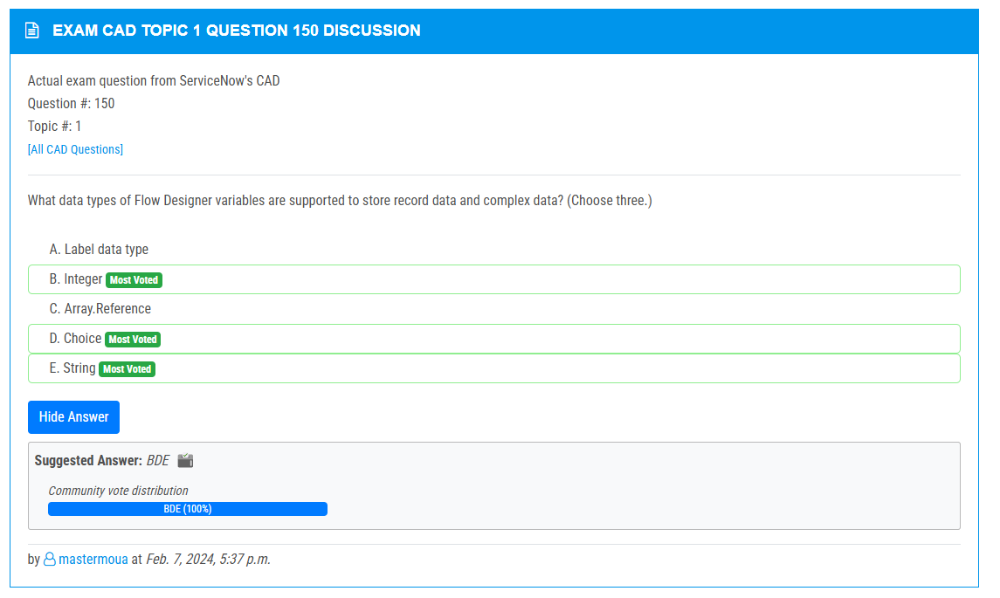 EXAM CAD TOPIC 1 QUESTION 150 DISCUSSION
Actual exam question from ServiceNow's CAD
Question #: 150
Topic #: 1
[All CAD Questions]
What data types of Flow Designer variables are supported to store record data and complex data? (Choose three.)
A. Label data type
B. Integer Most Voted
C. Array.Reference
D. Choice Most Voted
E. String Most Voted
Hide Answer
Suggested Answer: BDE
Community vote distribution
BDE (100%)
by mastermoua at Feb. 7, 2024, 5:37 p.m.